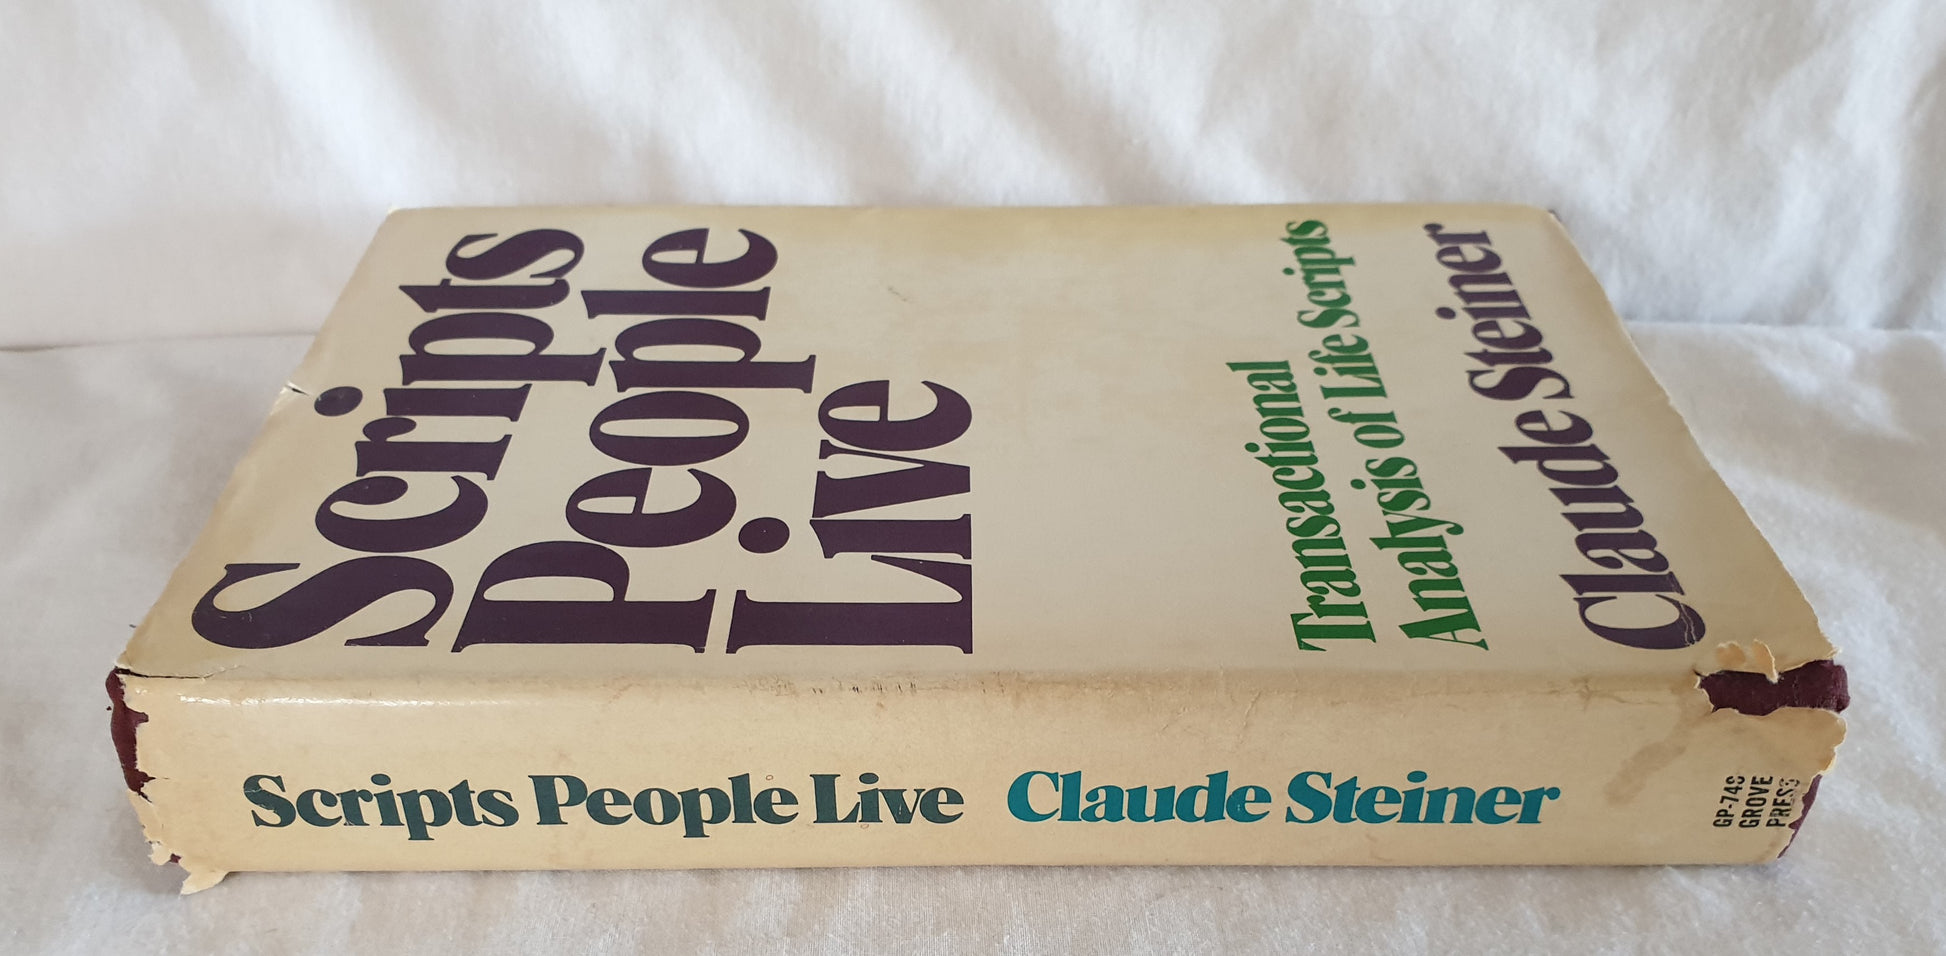 Scripts
People
Live
Transactional
Analysis of Life Scripts
Claude Steiner
Scripts People Live Claude Steiner
GROVE
PRESS